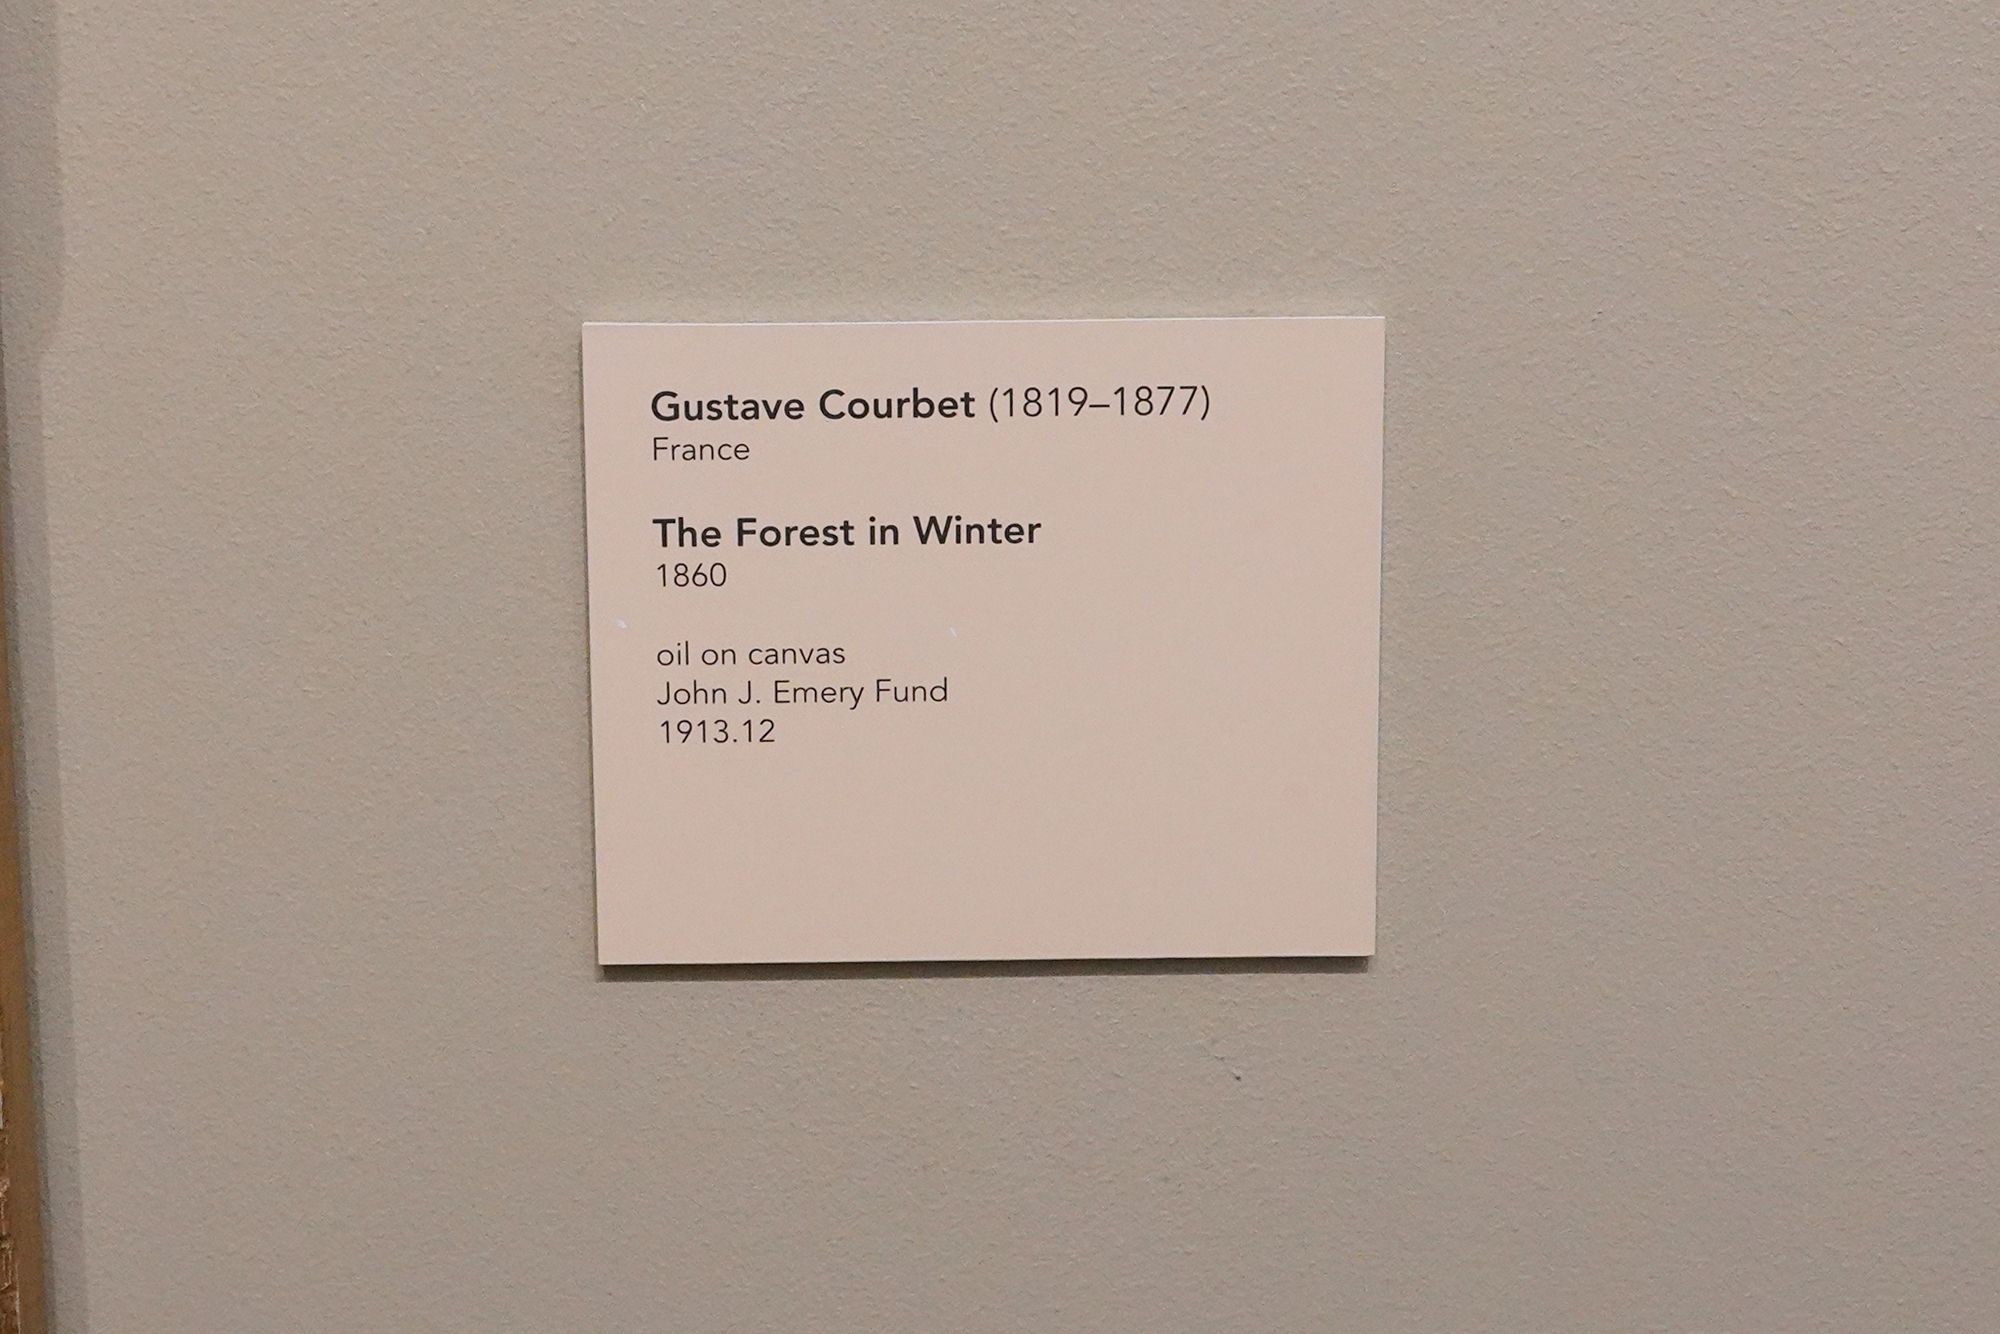 Gustave Courbet (1819–1877)
France
The Forest in Winter
1860
oil on canvas
John J. Emery Fund
1913.12